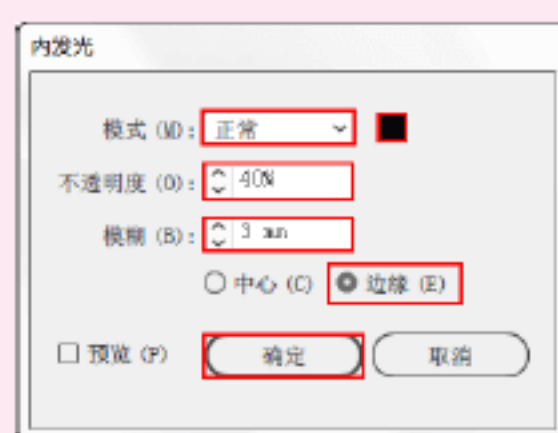 内发光
模式 (M): 正常
不透明度 (O): 40%
模糊 (B): 3 mm
中心 (C) 边缘 (E)
预览 (P) 确定 取消